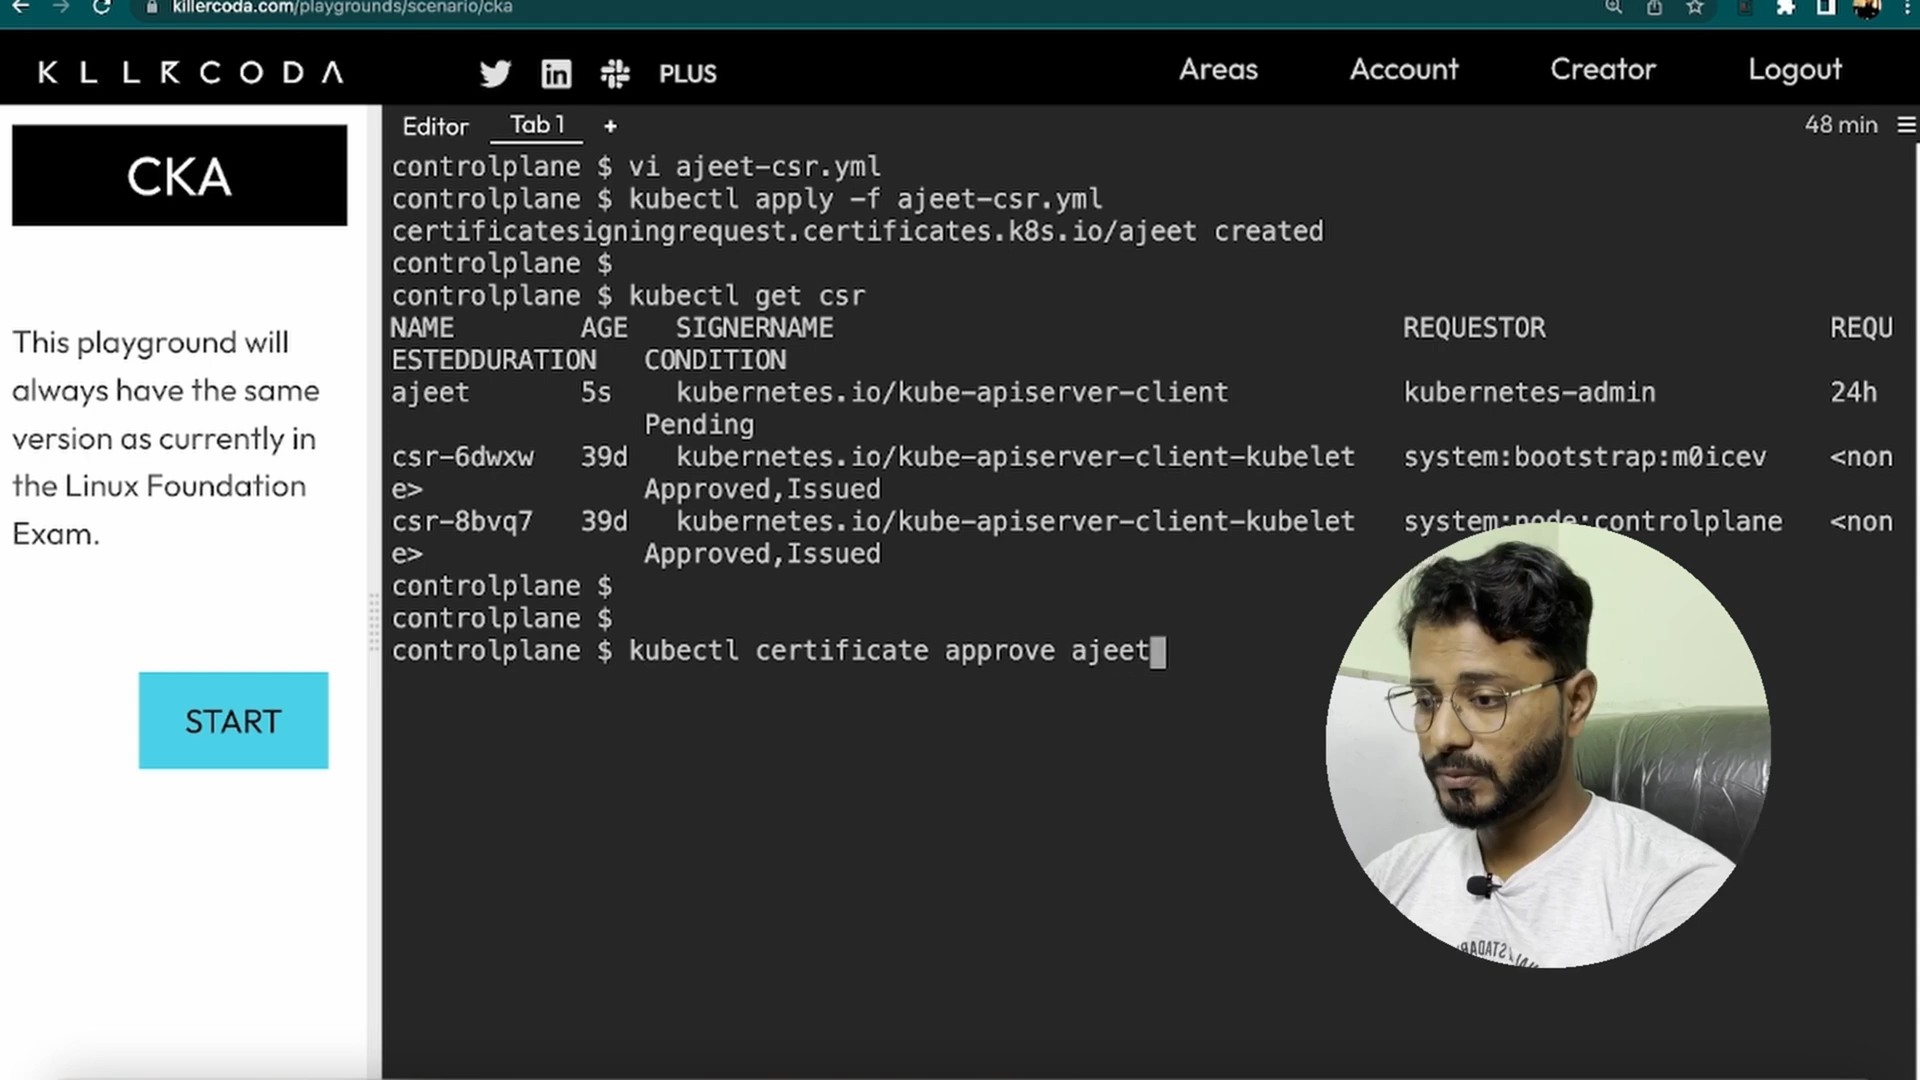 killercoda.com/playgrounds/scenario/cka
KLLRCODA PLUS Areas Account Creator Logout
Editor Tab 1 + 48 min
CKA
This playground will
always have the same
version as currently in
the Linux Foundation
Exam.
START
controlplane $ vi ajeet-csr.yml
controlplane $ kubectl apply -f ajeet-csr.yml
certificatesigningrequest.certificates.k8s.io/ajeet created
controlplane $
controlplane $ kubectl get csr
NAME AGE SIGNERNAME REQUESTOR REQU
ESTEDDURATION CONDITION
ajeet 5s kubernetes.io/kube-apiserver-client kubernetes-admin 24h
Pending
csr-6dwxw 39d kubernetes.io/kube-apiserver-client-kubelet system:bootstrap:m0icev <non
e> Approved,Issued
csr-8bvq7 39d kubernetes.io/kube-apiserver-client-kubelet system:node:controlplane <non
e> Approved,Issued
controlplane $
controlplane $
controlplane $ kubectl certificate approve ajeet